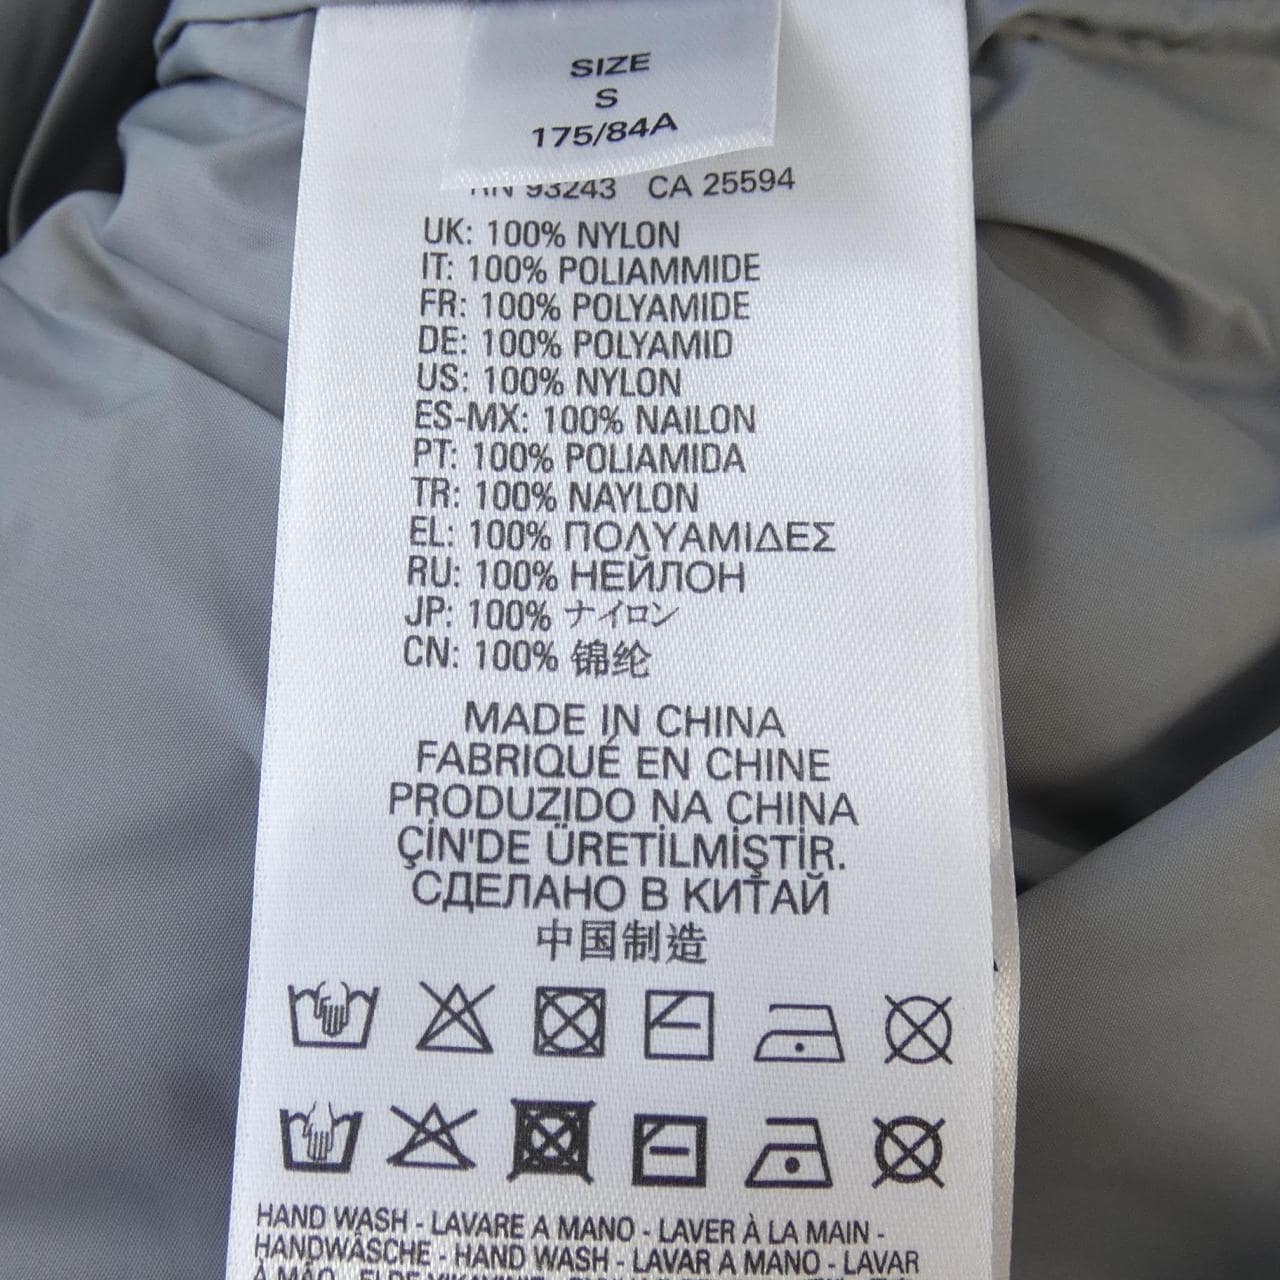 SIZE
S
175/84A
RN 93243 CA 25594
UK: 100% NYLON
IT: 100% POLIAMMIDE
FR: 100% POLYAMIDE
DE: 100% POLYAMID
US: 100% NYLON
ES-MX: 100% NAILON
PT: 100% POLIAMIDA
TR: 100% NAYLON
EL: 100% ΠΟΛΥΑΜΙΔΕΣ
RU: 100% НЕЙЛОН
JP: 100% ナイロン
CN: 100% 锦纶
MADE IN CHINA
FABRIQUÉ EN CHINE
PRODUZIDO NA CHINA
ÇİN'DE ÜRETİLMİŞTİR.
СДЕЛАНО В КИТАЙ
中国制造
HAND WASH - LAVARE A MANO - LAVER À LA MAIN -
HANDWÄSCHE - HAND WASH - LAVAR A MANO - LAVAR
À MÃO